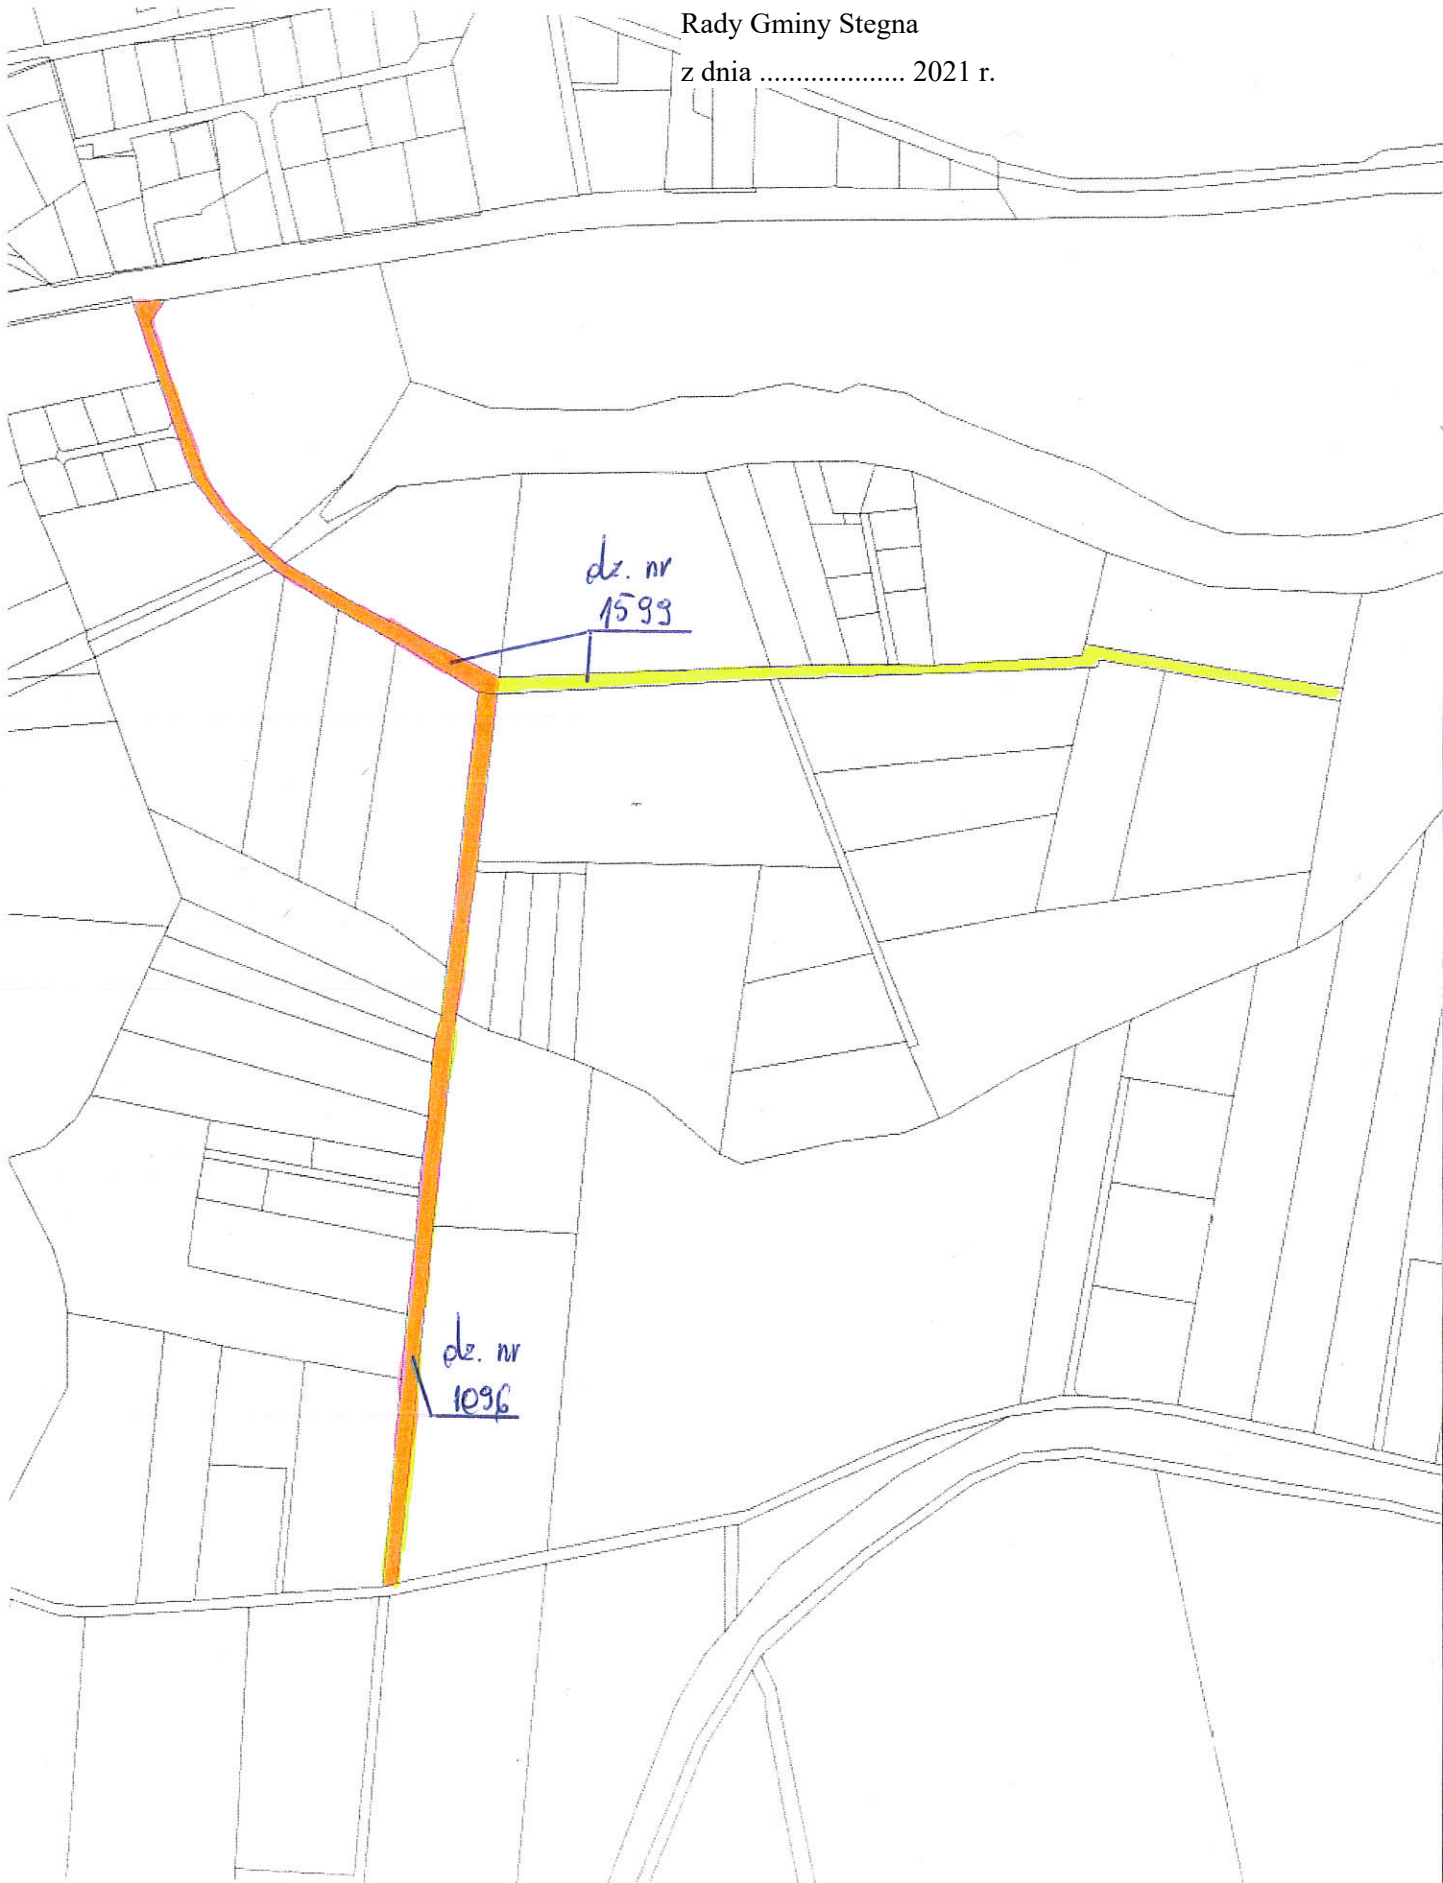 Rady Gminy Stegna
z dnia .................... 2021 r.
dz. nr
1599
dz. nr
1096